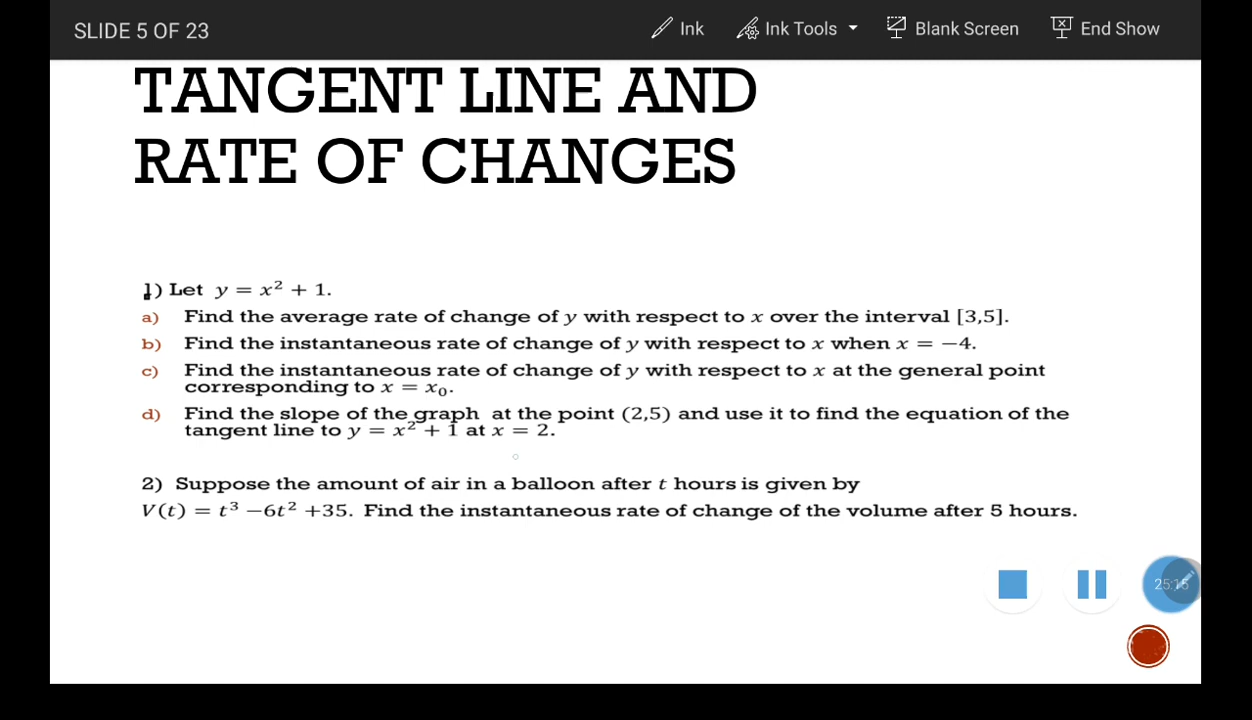 SLIDE 5 OF 23
Ink
Ink Tools
Blank Screen
End Show
TANGENT LINE AND
RATE OF CHANGES
1) Let y = x² + 1.
a) Find the average rate of change of y with respect to x over the interval [3,5].
b) Find the instantaneous rate of change of y with respect to x when x = −4.
c) Find the instantaneous rate of change of y with respect to x at the general point
corresponding to x = x₀.
d) Find the slope of the graph at the point (2,5) and use it to find the equation of the
tangent line to y = x² + 1 at x = 2.
2) Suppose the amount of air in a balloon after t hours is given by
V(t) = t³ −6t² +35. Find the instantaneous rate of change of the volume after 5 hours.
25:15